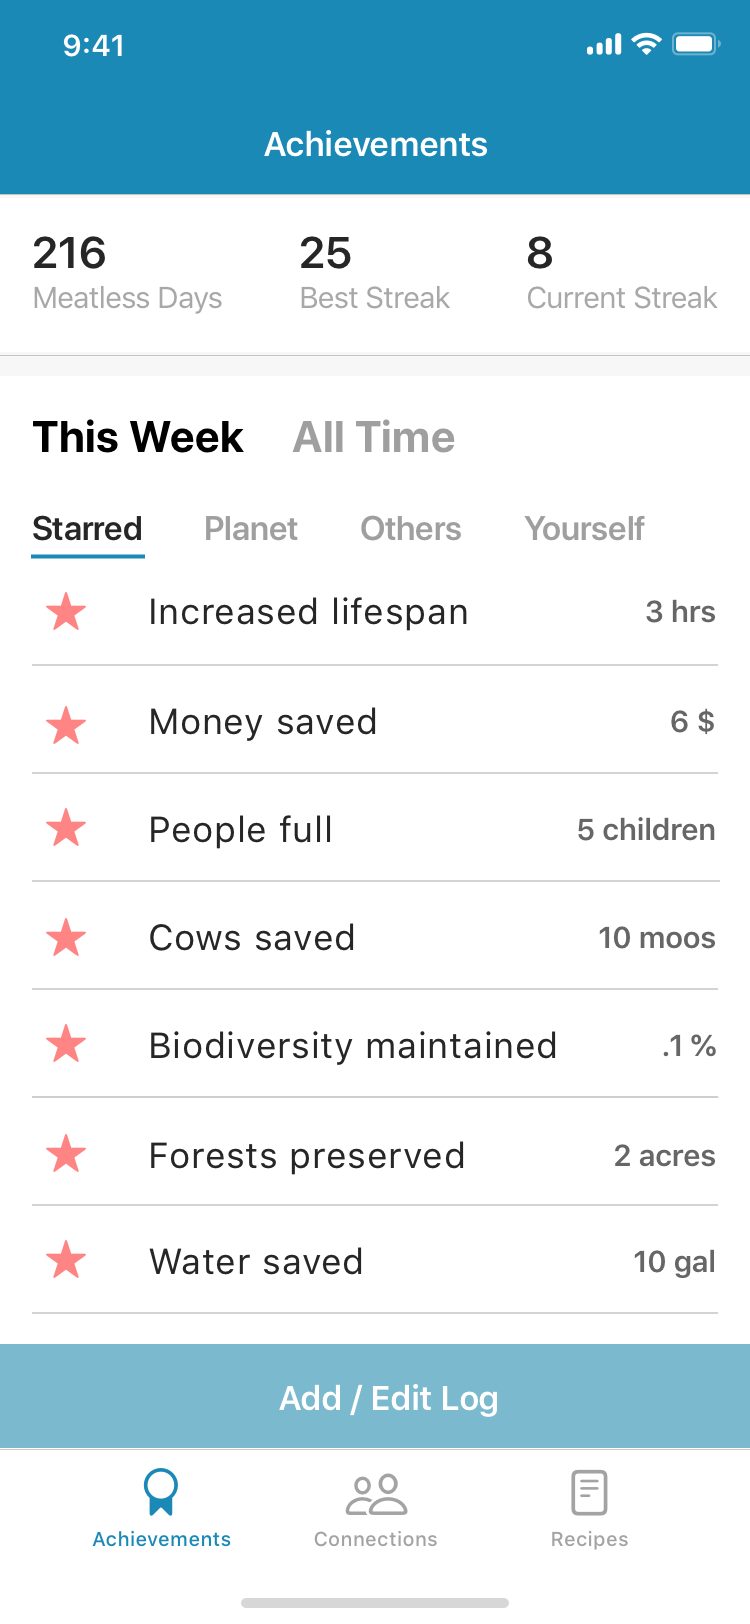 9:41
Achievements
216 25 8
Meatless Days Best Streak Current Streak
This Week All Time
Starred Planet Others Yourself
Increased lifespan 3 hrs
Money saved 6 $
People full 5 children
Cows saved 10 moos
Biodiversity maintained .1 %
Forests preserved 2 acres
Water saved 10 gal
Add / Edit Log
Achievements Connections Recipes